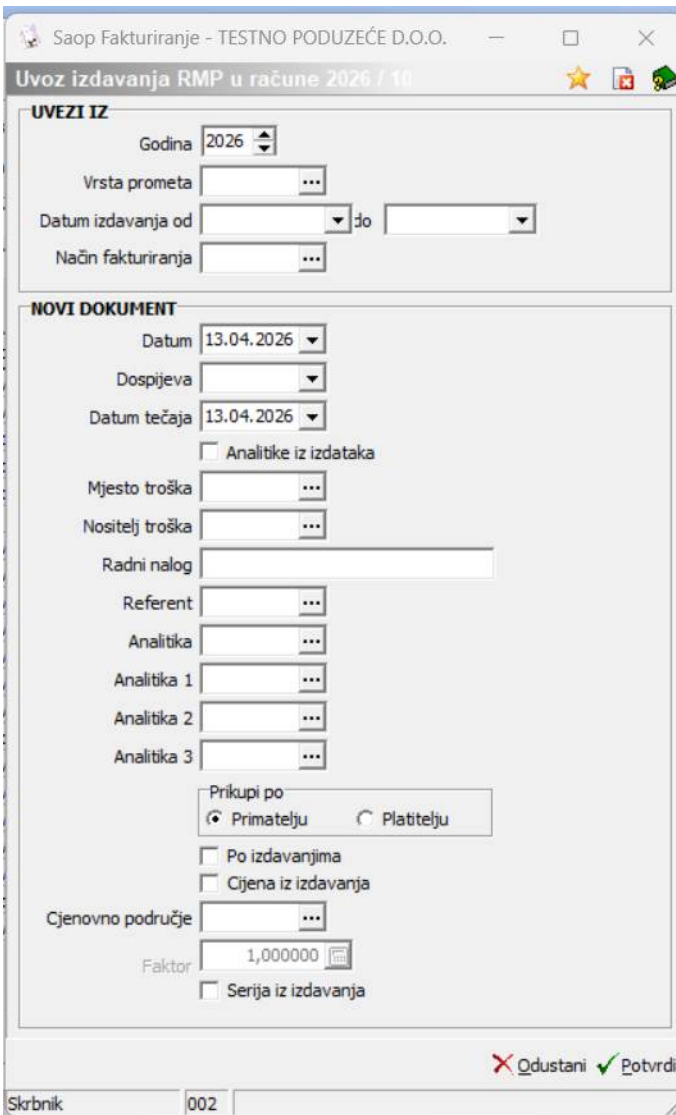 Saop Fakturiranje - TESTNO PODUZEĆE D.O.O.
Uvoz izdavanja RMP u račune 2026 / 10
UVEZI IZ
Godina 2026
Vrsta prometa ...
Datum izdavanja od do
Način fakturiranja ...
NOVI DOKUMENT
Datum 13.04.2026
Dospijeva
Datum tečaja 13.04.2026
Analitike iz izdataka
Mjesto troška ...
Nositelj troška ...
Radni nalog
Referent ...
Analitika ...
Analitika 1 ...
Analitika 2 ...
Analitika 3 ...
Prikupi po
Primatelju Platitelju
Po izdavanjima
Cijena iz izdavanja
Cjenovno područje ...
Faktor 1,000000
Serija iz izdavanja
Odustani Potvrdi
Skrbnik 002